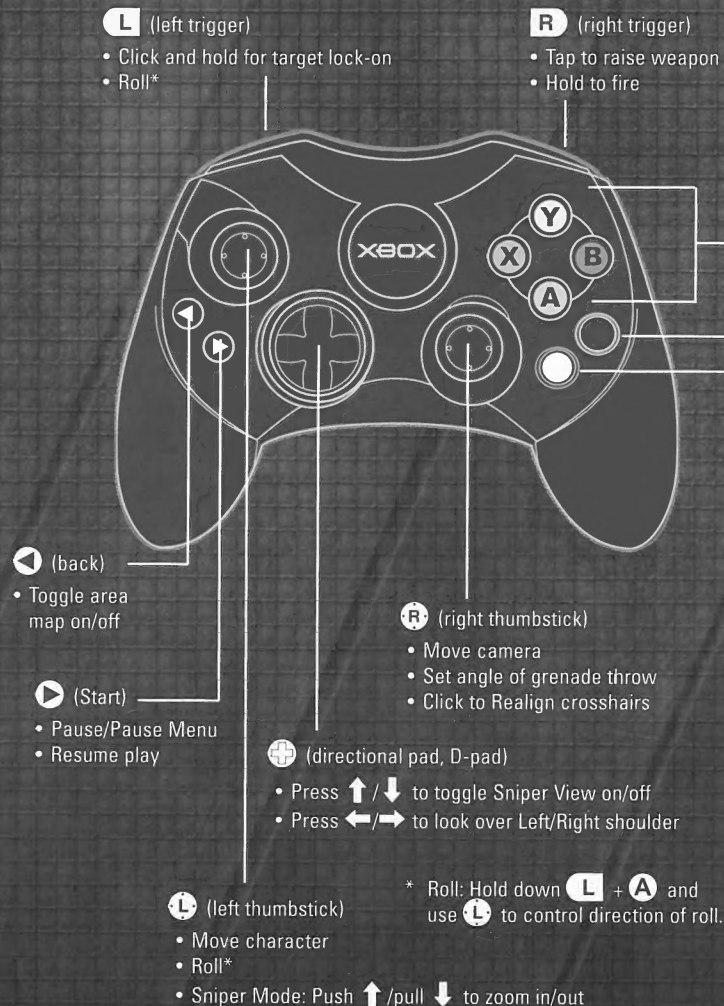 L (left trigger)
• Click and hold for target lock-on
• Roll*
R (right trigger)
• Tap to raise weapon
• Hold to fire
XBOX
Y
X
B
A
◀ (back)
• Toggle area
map on/off
▶ (Start)
• Pause/Pause Menu
• Resume play
R (right thumbstick)
• Move camera
• Set angle of grenade throw
• Click to Realign crosshairs
(directional pad, D-pad)
• Press ↑ / ↓ to toggle Sniper View on/off
• Press ←/→ to look over Left/Right shoulder
L (left thumbstick)
• Move character
• Roll*
• Sniper Mode: Push ↑/pull ↓ to zoom in/out
* Roll: Hold down L + A and
use L to control direction of roll.